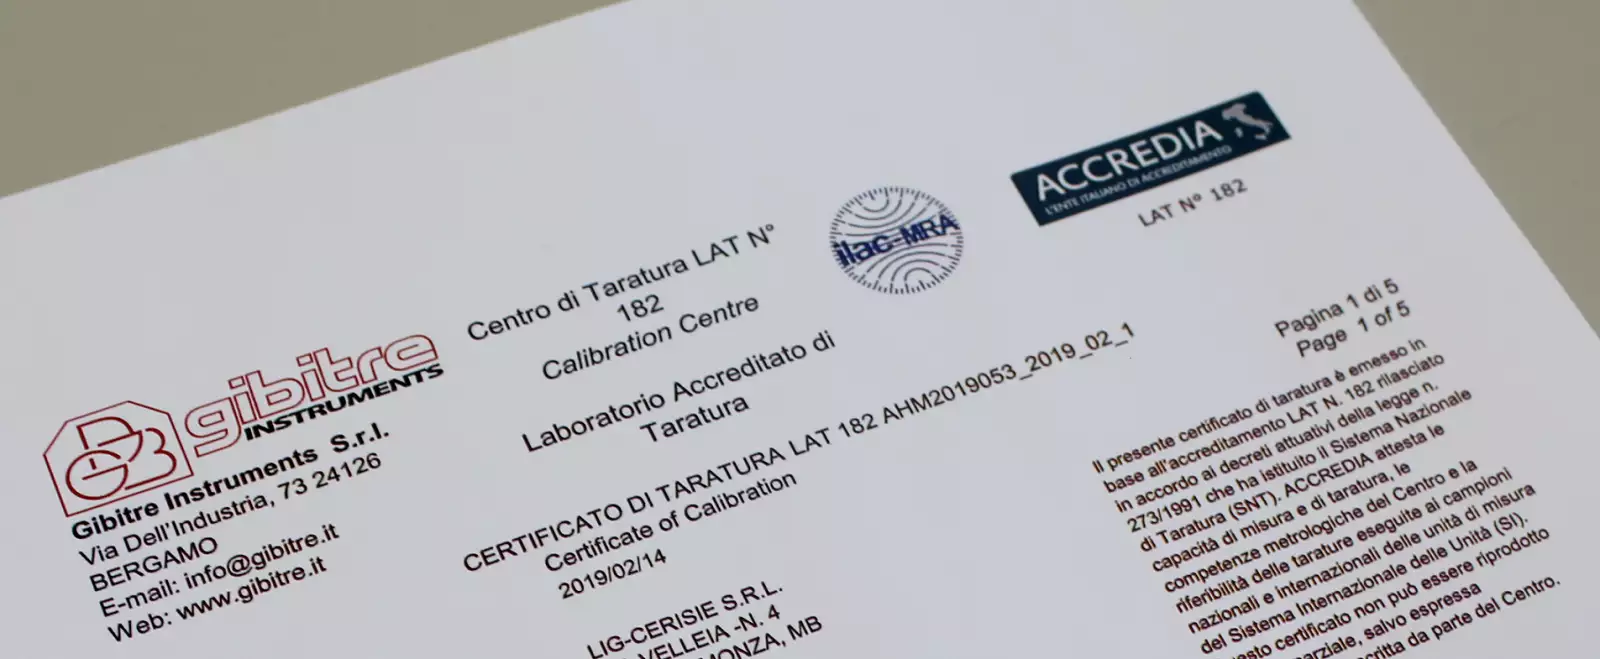 gibitre
INSTRUMENTS
Gibitre Instruments S.r.l.
Via Dell'Industria, 73 24126
BERGAMO
E-mail: info@gibitre.it
Web: www.gibitre.it
Centro di Taratura LAT N°
182
Calibration Centre
Laboratorio Accreditato di
Taratura
ilac-MRA
ACCREDIA
L'ENTE ITALIANO DI ACCREDITAMENTO
LAT N° 182
CERTIFICATO DI TARATURA LAT 182 AHM2019053_2019_02_1
Certificate of Calibration
2019/02/14
LIG-CERISIE S.R.L.
VELLEIA -N. 4
MONZA, MB
Pagina 1 di 5
Page 1 of 5
Il presente certificato di taratura è emesso in
base all'accreditamento LAT N. 182 rilasciato
in accordo ai decreti attuativi della legge n.
273/1991 che ha istituito il Sistema Nazionale
di Taratura (SNT). ACCREDIA attesta le
capacità di misura e di taratura, le
competenze metrologiche del Centro e la
riferibilità delle tarature eseguite ai campioni
nazionali e internazionali delle unità di misura
del Sistema Internazionale delle Unità (SI).
certificato non può essere riprodotto
salvo espressa
da parte del Centro.